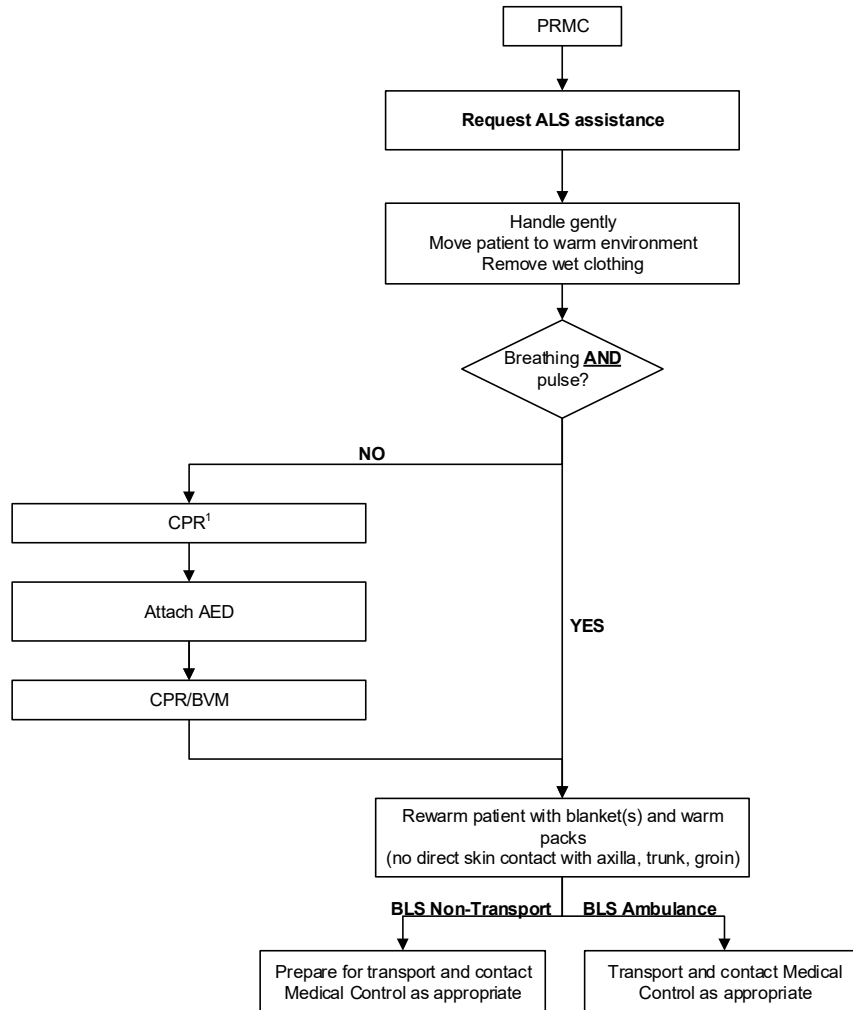 PRMC
Request ALS assistance
Handle gently
Move patient to warm environment
Remove wet clothing
Breathing AND
pulse?
NO
CPR¹
Attach AED
YES
CPR/BVM
Rewarm patient with blanket(s) and warm
packs
(no direct skin contact with axilla, trunk, groin)
BLS Non-Transport
BLS Ambulance
Prepare for transport and contact
Medical Control as appropriate
Transport and contact Medical
Control as appropriate